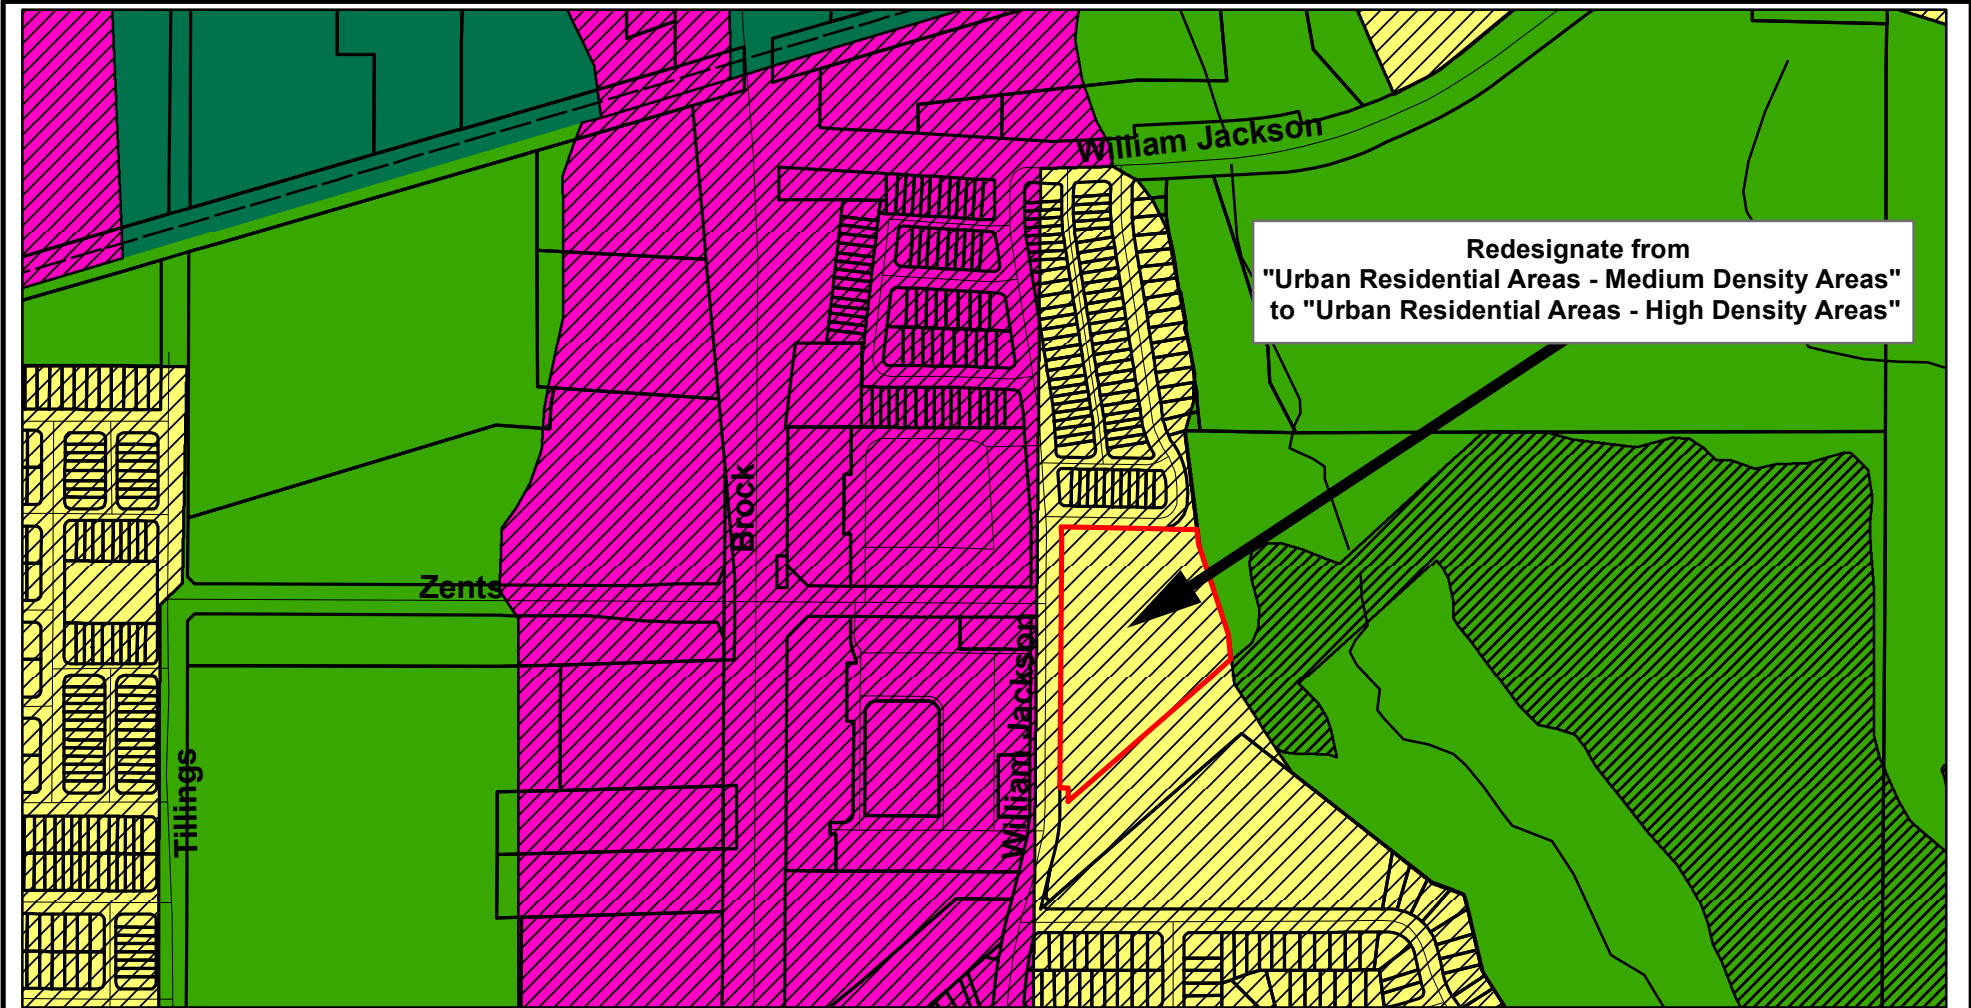 William Jackson
Redesignate from
"Urban Residential Areas - Medium Density Areas"
to "Urban Residential Areas - High Density Areas"
Brock
Zents
William Jackson
Tillings